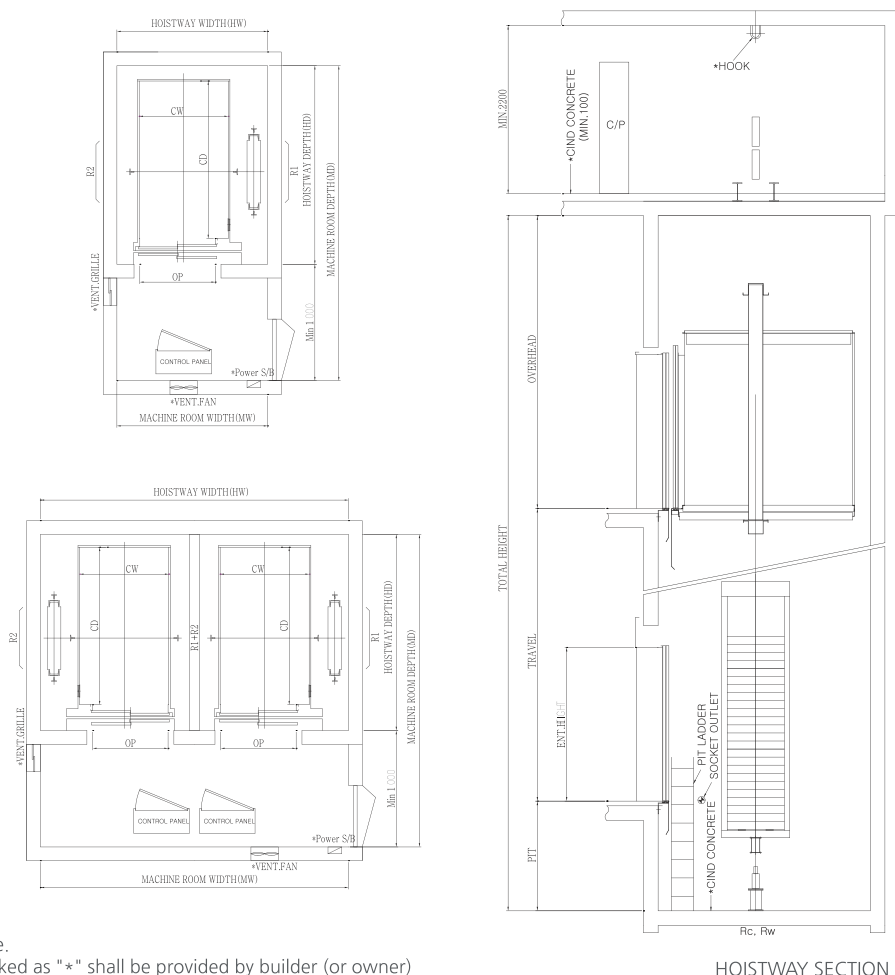 HOISTWAY WIDTH(HW)
CW
CD
R2
R1
HOISTWAY DEPTH(HD)
MACHINE ROOM DEPTH(MD)
OP
*VENT.GRILLE
Min 1,000
CONTROL PANEL
*Power S/B
*VENT.FAN
MACHINE ROOM WIDTH(MW)
HOISTWAY WIDTH(HW)
CW
CW
CD
CD
R2
R1+R2
R1
HOISTWAY DEPTH(HD)
MACHINE ROOM DEPTH(MD)
*VENT.GRILLE
OP
OP
Min 1,000
CONTROL PANEL
CONTROL PANEL
*Power S/B
*VENT.FAN
MACHINE ROOM WIDTH(MW)
ked as "*" shall be provided by builder (or owner)
*HOOK
MIN.2200
*CIND CONCRETE
(MIN.100)
C/P
OVERHEAD
TOTAL HEIGHT
TRAVEL
ENT.HEIGHT
PIT LADDER
SOCKET OUTLET
*CIND CONCRETE
PIT
Rc, Rw
HOISTWAY SECTION